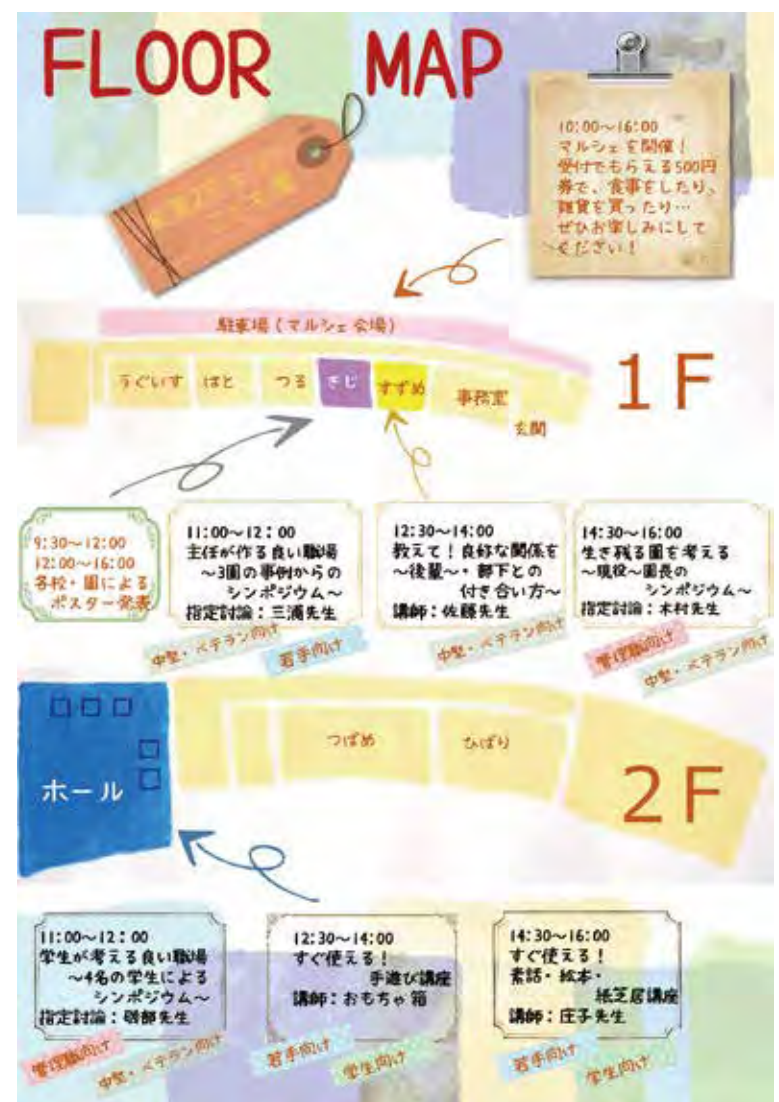 FLOOR MAP
10:00～16:00
マルシェを開催！
受付でもらえる500円
券で、食事をしたり、
雑貨を買ったり…
ぜひお楽しみにして
ください！
駐車場（マルシェ会場）
うぐいす
はと
つる
きじ
すずめ
事務室
玄関
1F
9:30～12:00
12:00～16:00
各校・園による
ポスター発表
11:00～12：00
主任が作る良い職場
～3園の事例からの
シンポジウム～
指定討論：三浦先生
中堅・ベテラン向け
若手向け
12:30～14:00
教えて！良好な関係を
～後輩～・部下との
付き合い方～
講師：佐藤先生
中堅・ベテラン向け
14:30～16:00
生き残る園を考える
～現役～園長の
シンポジウム～
指定討論：木村先生
管理職向け
中堅・ベテラン向け
ホール
つばめ
ひばり
2F
11:00～12：00
学生が考える良い職場
～4名の学生による
シンポジウム～
指定討論：磯部先生
管理職向け
中堅・ベテラン向け
12:30～14:00
すぐ使える！
手遊び講座
講師：おもちゃ箱
若手向け
学生向け
14:30～16:00
すぐ使える！
素話・絵本・
紙芝居講座
講師：庄子先生
若手向け
学生向け